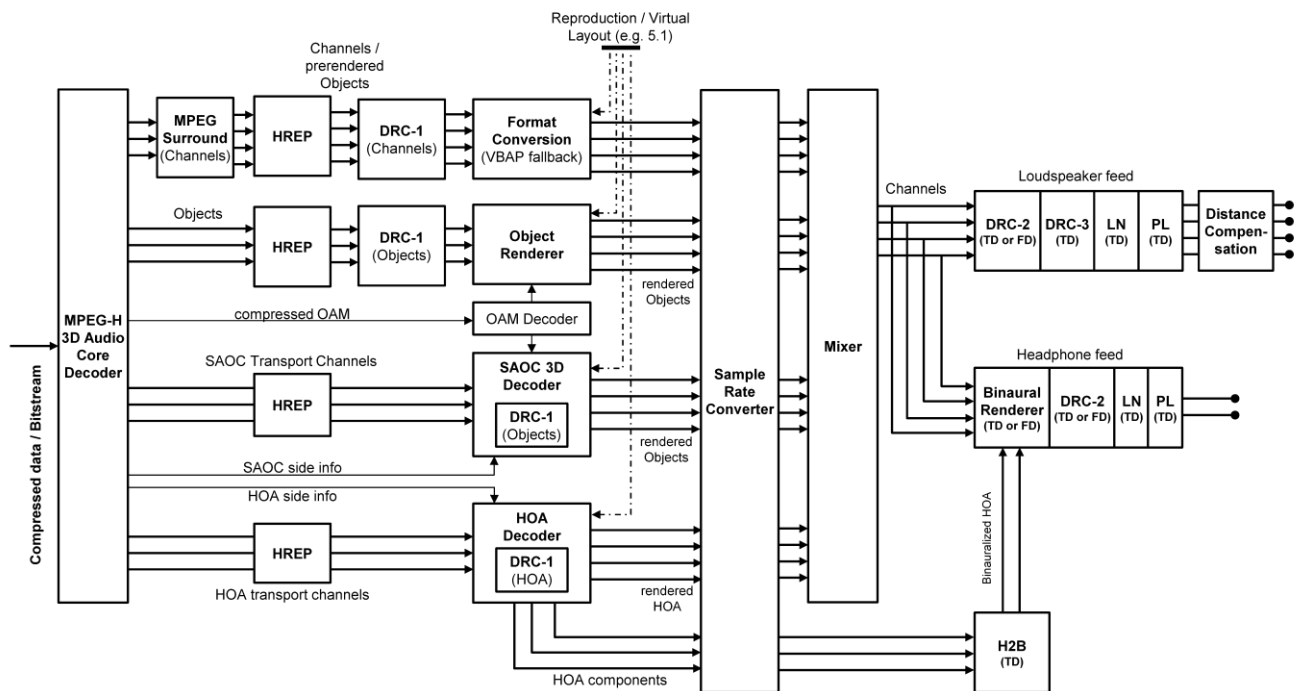 Reproduction / Virtual
Layout (e.g. 5.1)
Channels /
prerendered
Objects
MPEG
Surround
(Channels)
HREP
DRC-1
(Channels)
Format
Conversion
(VBAP fallback)
Objects
HREP
DRC-1
(Objects)
Object
Renderer
rendered
Objects
compressed OAM
OAM Decoder
MPEG-H
3D Audio
Core
Decoder
Compressed data / Bitstream
SAOC Transport Channels
HREP
SAOC 3D
Decoder
DRC-1
(Objects)
rendered
Objects
SAOC side info
HOA side info
HREP
HOA transport channels
HOA
Decoder
DRC-1
(HOA)
rendered
HOA
HOA components
Sample
Rate
Converter
Mixer
Channels
Loudspeaker feed
DRC-2
(TD or FD)
DRC-3
(TD)
LN
(TD)
PL
(TD)
Distance
Compen-
sation
Headphone feed
Binaural
Renderer
(TD or FD)
DRC-2
(TD or FD)
LN
(TD)
PL
(TD)
Binauralized HOA
H2B
(TD)